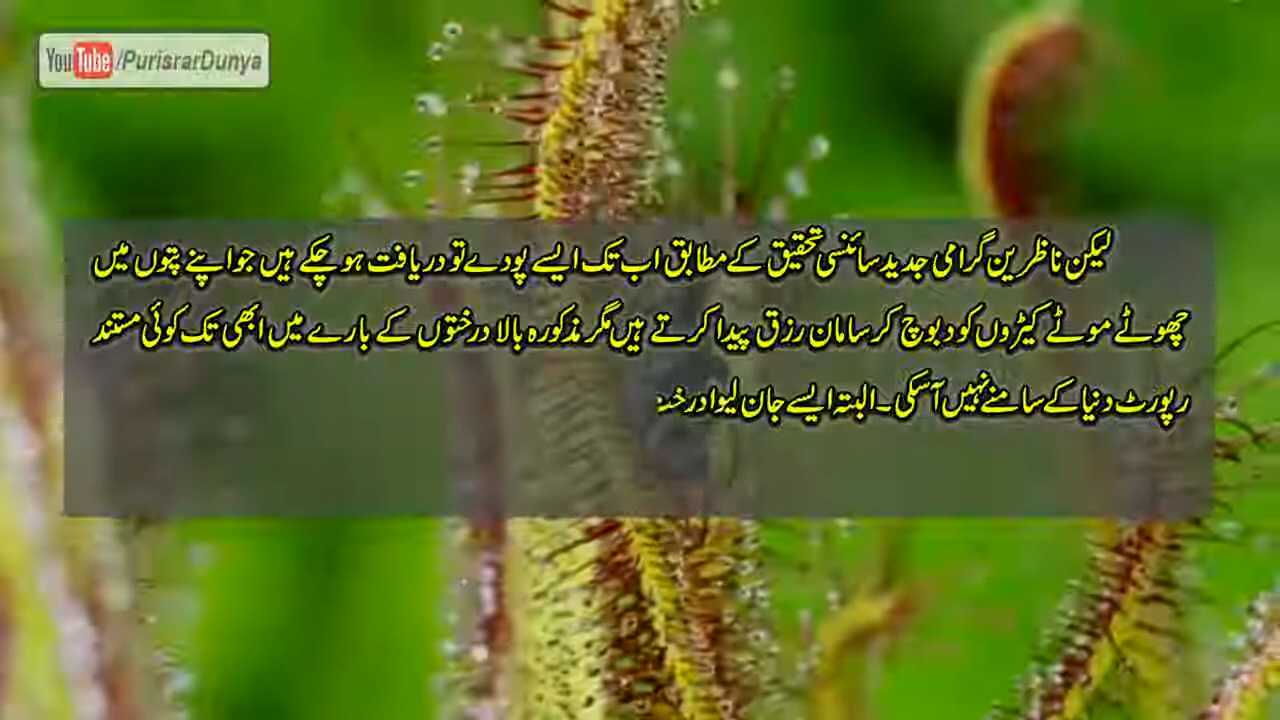 YouTube/PurisrarDunya
لیکن ناظرین گرامی جدید سائنسی تحقیق کے مطابق اب تک ایسے پودے تو دریافت ہو چکے ہیں جو اپنے پتوں میں
چھوٹے موٹے کیڑوں کو دبوچ کر سامان رزق پیدا کرتے ہیں مگر مذکورہ بالا درختوں کے بارے میں ابھی تک کوئی مستند
رپورٹ دنیا کے سامنے نہیں آسکی۔ البتہ ایسے جان لیوا